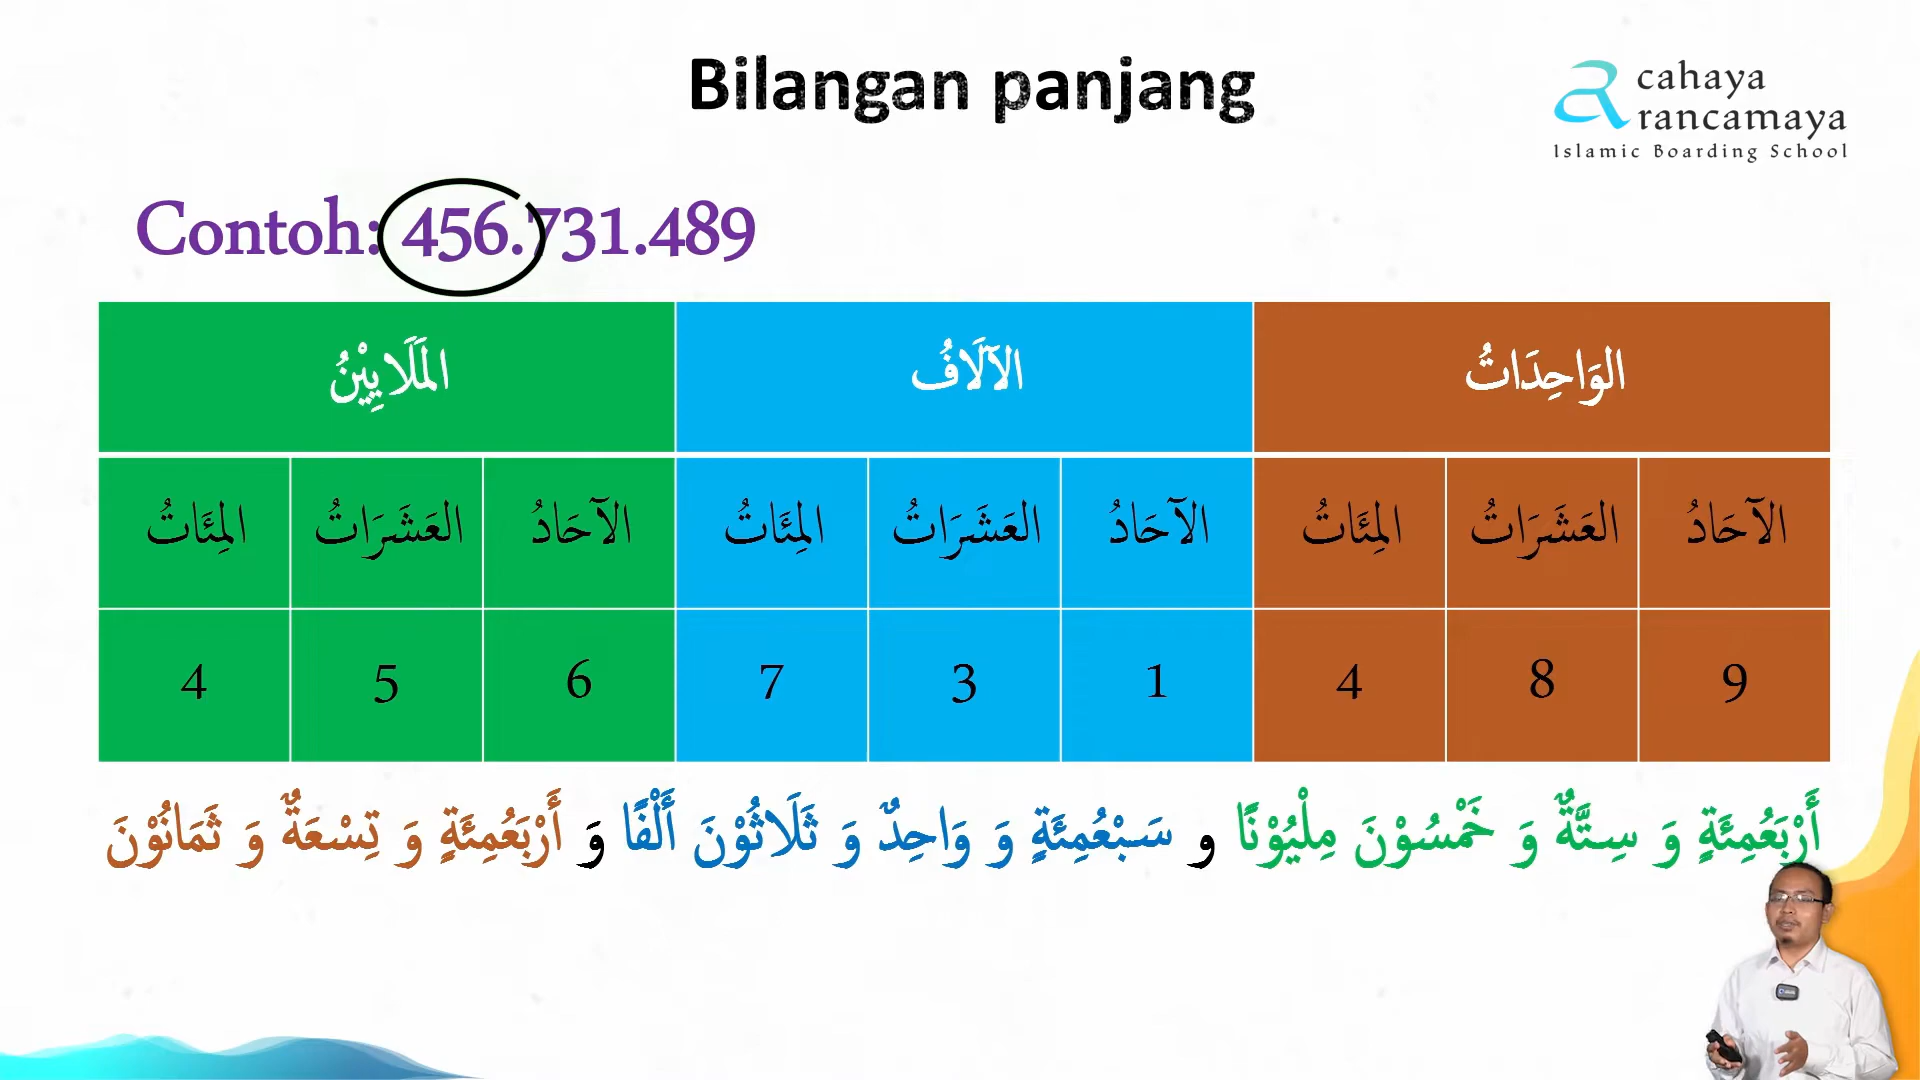 Bilangan panjang
cahaya
rancamaya
Islamic Boarding School
Contoh: 456.731.489
الوَاحِدَاتُ الآلَافُ المَلَايِيْنُ
الآحَادُ العَشَرَاتُ المِئَاتُ الآحَادُ العَشَرَاتُ المِئَاتُ الآحَادُ العَشَرَاتُ المِئَاتُ
4 5 6 7 3 1 4 8 9
أَرْبَعُمِئَةٍ وَ سِتَّةٌ وَ خَمْسُوْنَ مِلْيُوْنًا و سَبْعُمِئَةٍ وَ وَاحِدٌ وَ ثَلَاثُوْنَ أَلْفًا وَ أَرْبَعُمِئَةٍ وَ تِسْعَةٌ وَ ثَمَانُوْنَ